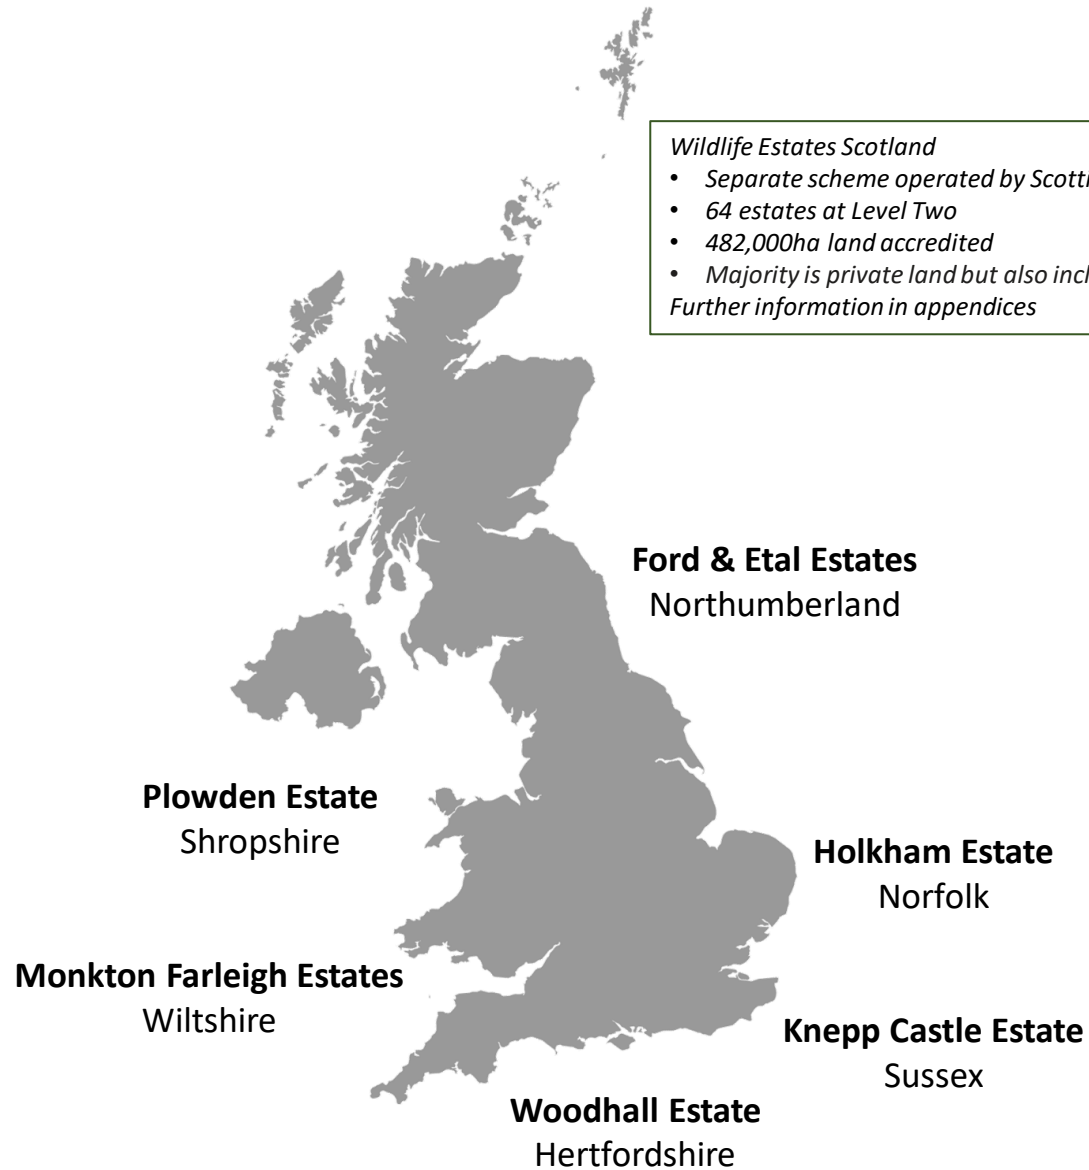 Wildlife Estates Scotland
• Separate scheme operated by
• 64 estates at Level Two
• 482,000ha land accredited
• Majority is private land but also
Further information in appendices
Ford & Etal Estates
Northumberland
Plowden Estate
Shropshire
Holkham Estate
Norfolk
Monkton Farleigh Estates
Wiltshire
Knepp Castle Estate
Sussex
Woodhall Estate
Hertfordshire